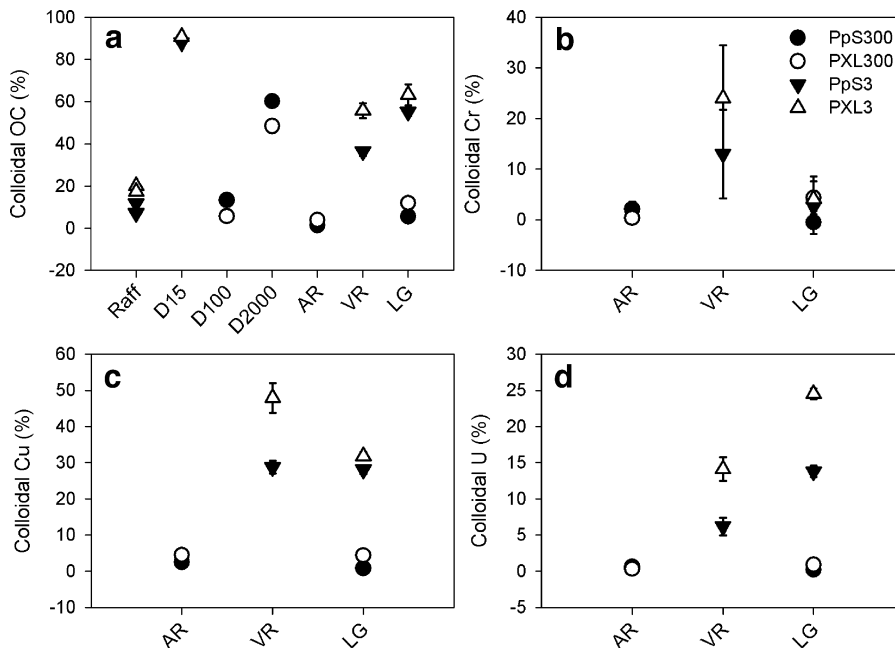 a
100
80
60
40
20
0
-20
Colloidal OC (%)
Raff
D15
D100
D2000
AR
VR
LG
b
40
30
20
10
0
-10
Colloidal Cr (%)
AR
VR
LG
PpS300
PXL300
PpS3
PXL3
c
60
50
40
30
20
10
0
-10
Colloidal Cu (%)
AR
VR
LG
d
30
25
20
15
10
5
0
-5
Colloidal U (%)
AR
VR
LG